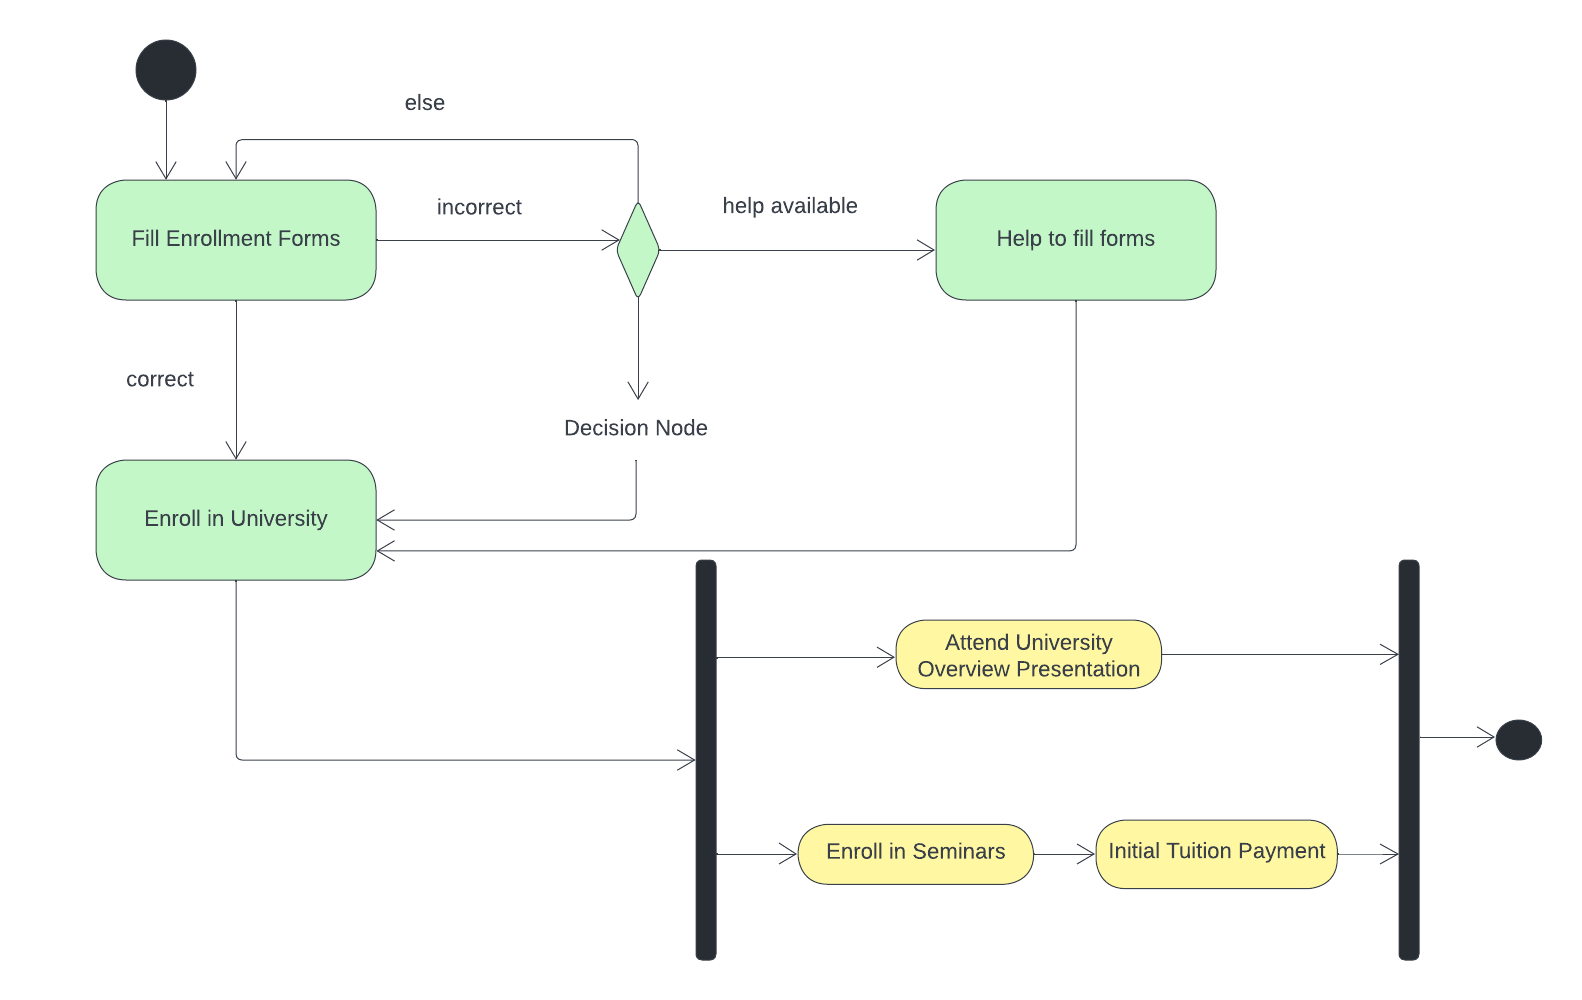 else
incorrect
help available
Fill Enrollment Forms
Help to fill forms
correct
Decision Node
Enroll in University
Attend University
Overview Presentation
Enroll in Seminars
Initial Tuition Payment